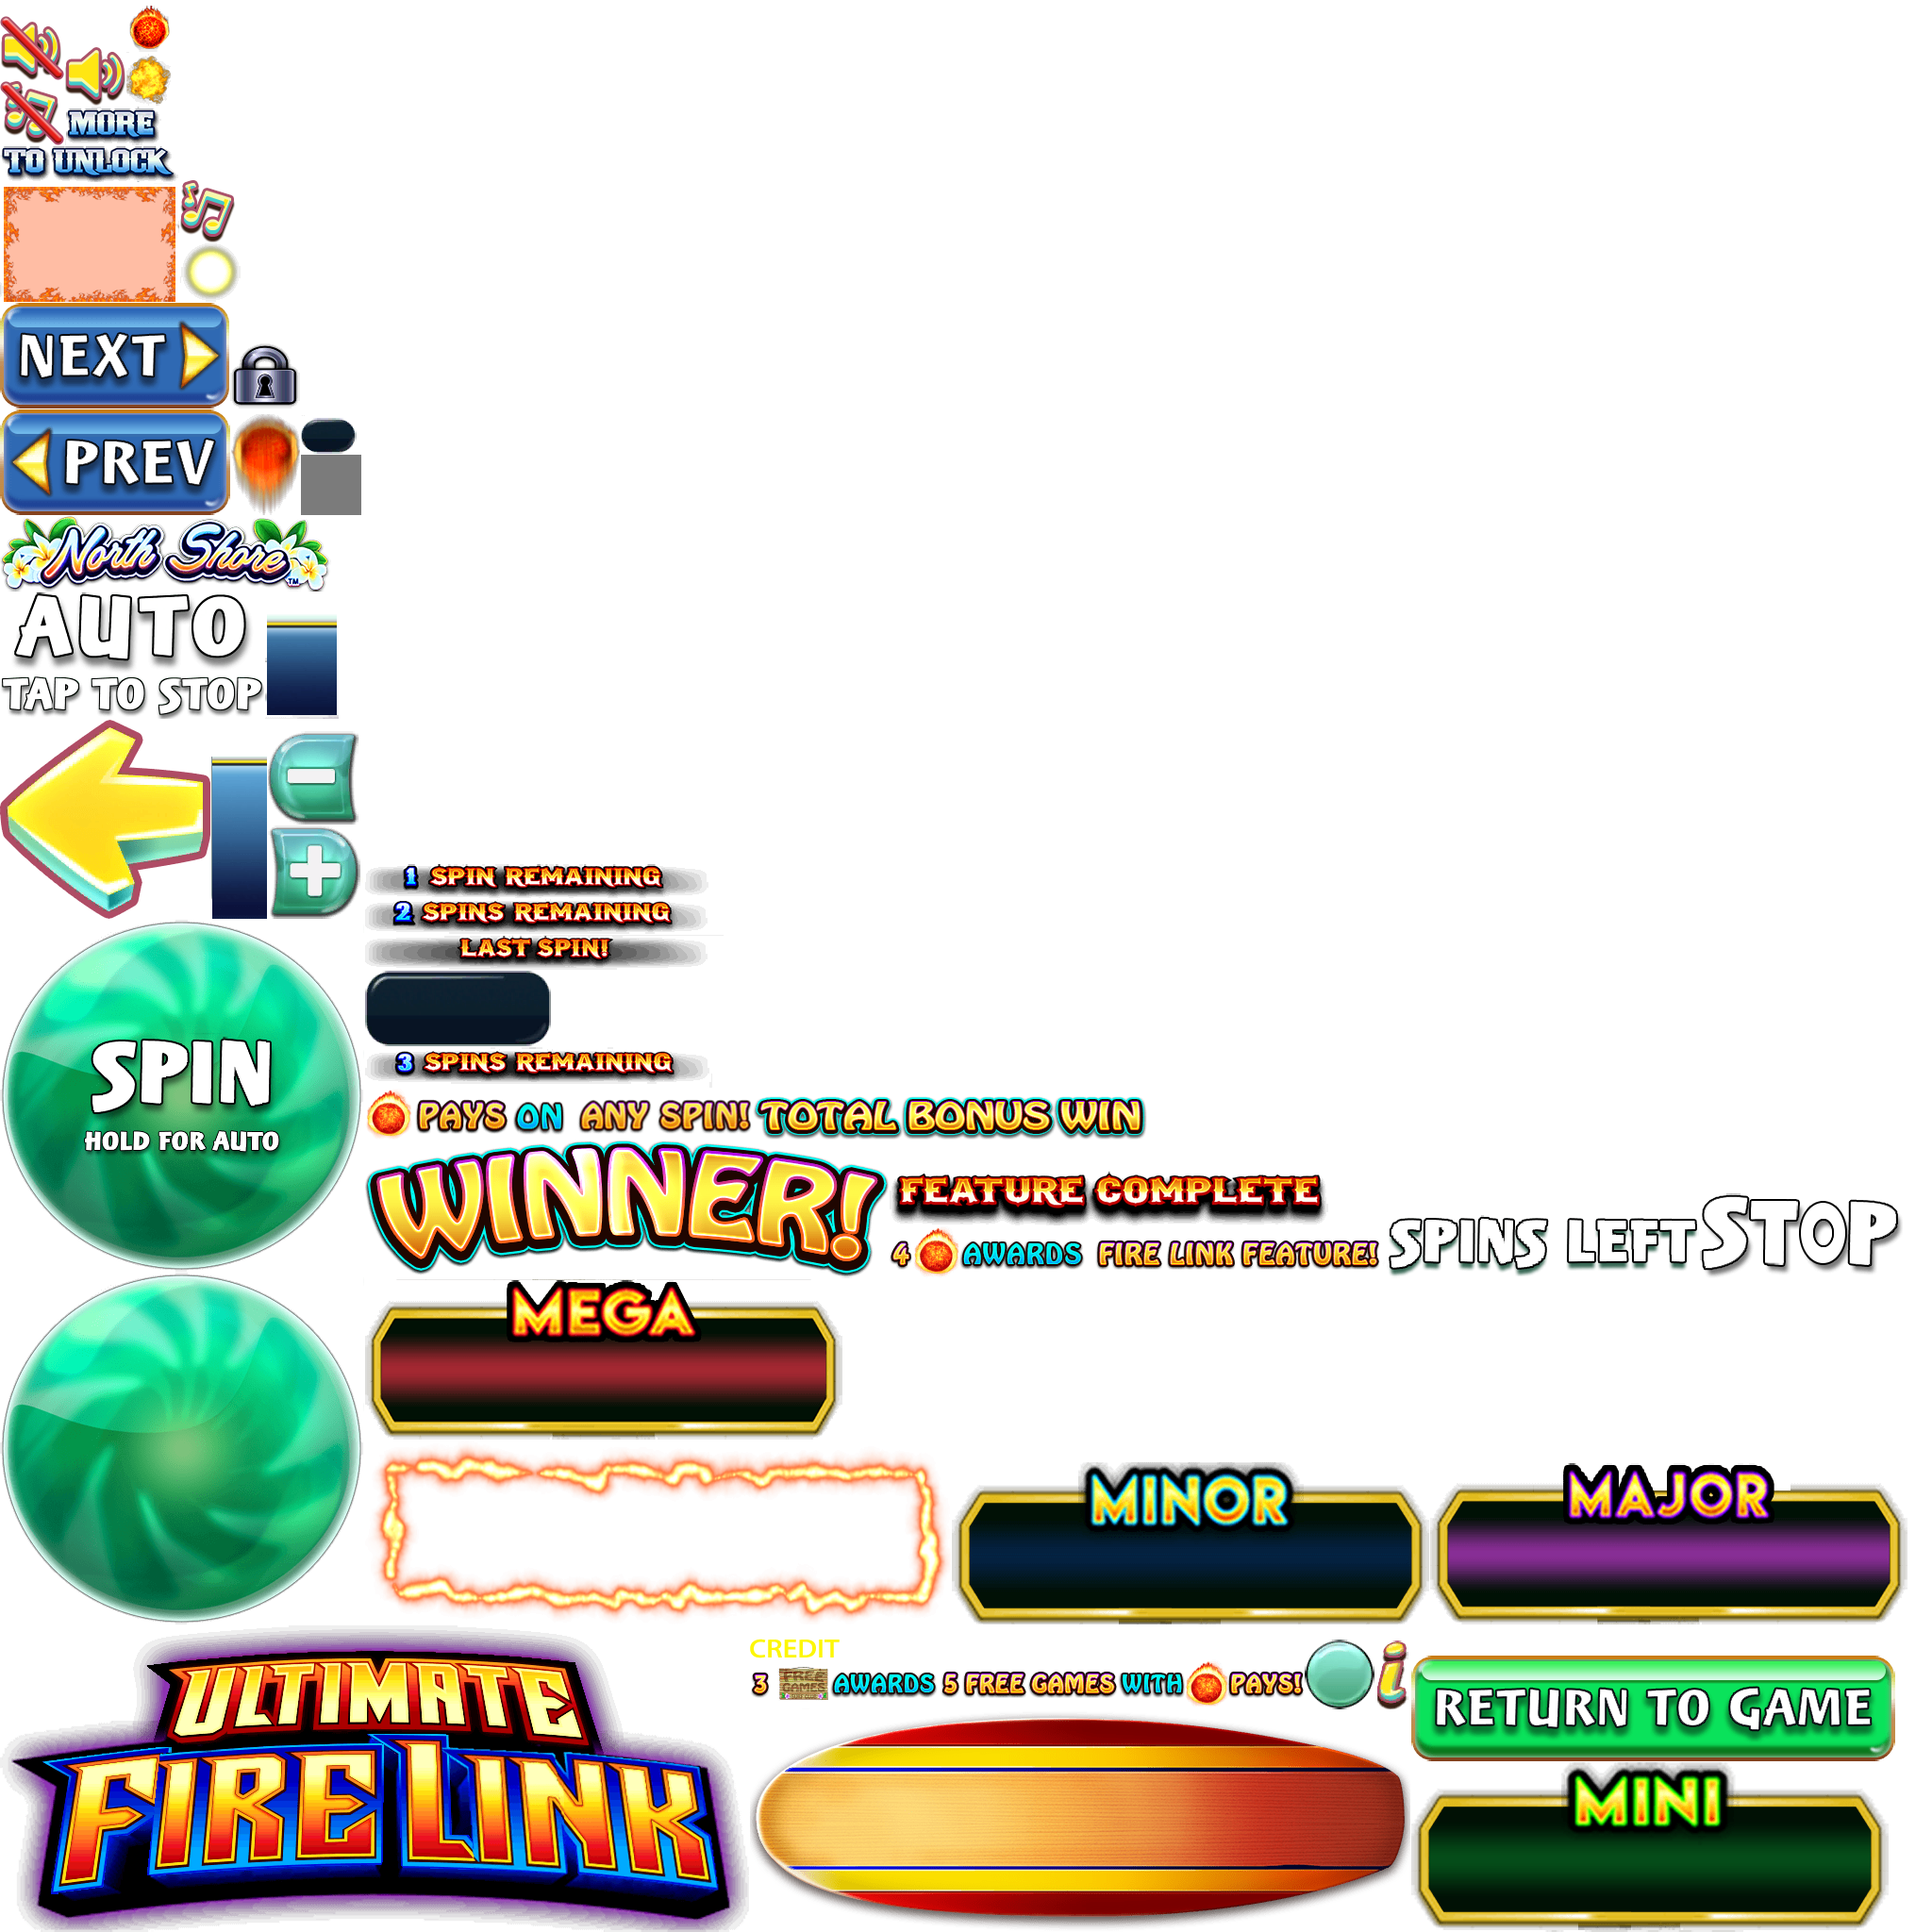 MORE
TO UNLOCK
NEXT
PREV
North Shore™
AUTO
TAP TO STOP
1 SPIN REMAINING
2 SPINS REMAINING
LAST SPIN!
SPIN
HOLD FOR AUTO
3 SPINS REMAINING
PAYS ON ANY SPIN!
TOTAL BONUS WIN
WINNER!
FEATURE COMPLETE
4 AWARDS FIRE LINK FEATURE!
SPINS LEFT
STOP
MEGA
MINOR
MAJOR
ULTIMATE
FIRE LINK
CREDIT
3 FREE GAMES AWARDS 5 FREE GAMES WITH PAYS!
i
RETURN TO GAME
MINI